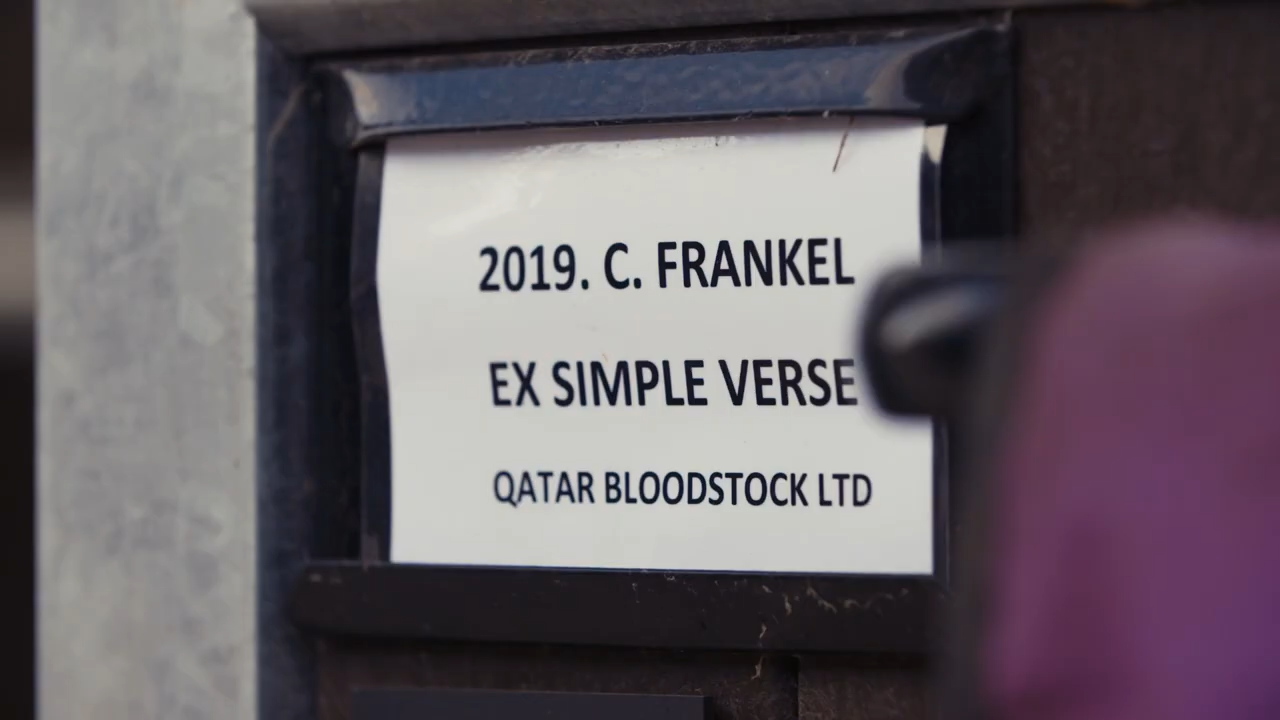 2019. C. FRANKEL
EX SIMPLE VERSE
QATAR BLOODSTOCK LTD